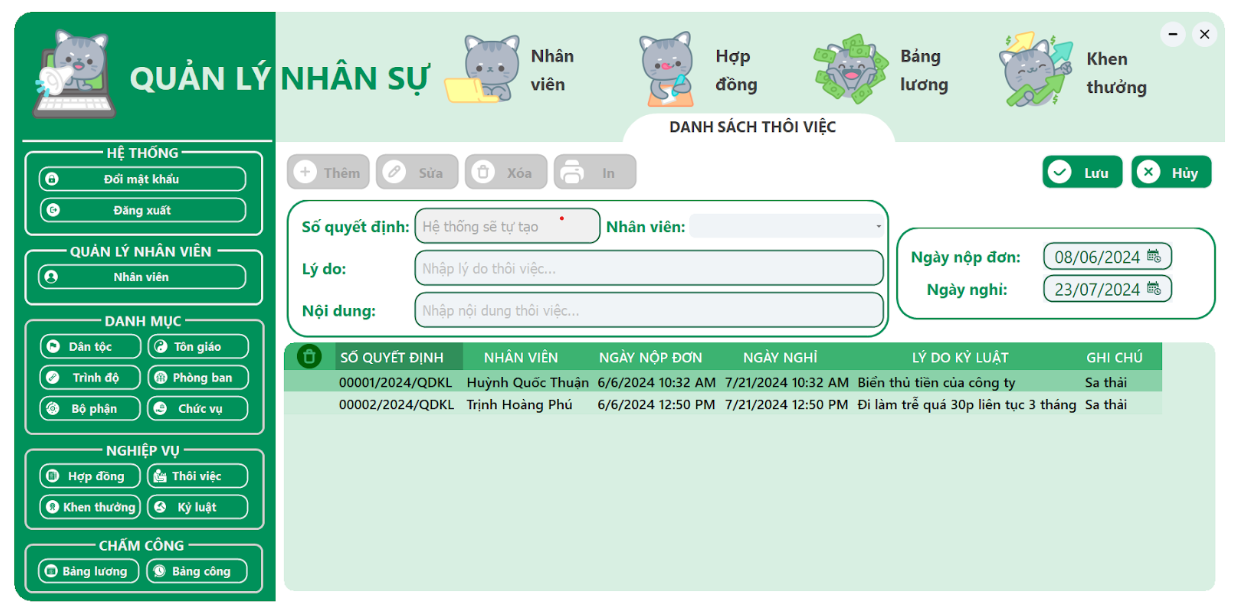 QUẢN LÝ NHÂN SỰ
Nhân
viên
Hợp
đồng
Bảng
lương
Khen
thưởng
DANH SÁCH THÔI VIỆC
HỆ THỐNG
Đổi mật khẩu
Đăng xuất
QUẢN LÝ NHÂN VIÊN
Nhân viên
DANH MỤC
Dân tộc Tôn giáo
Trình độ Phòng ban
Bộ phận Chức vụ
NGHIỆP VỤ
Hợp đồng Thôi việc
Khen thưởng Kỷ luật
CHẤM CÔNG
Bảng lương Bảng công
Thêm Sửa Xóa In Lưu Hủy
Số quyết định: Hệ thống sẽ tự tạo Nhân viên:
Lý do: Nhập lý do thôi việc...
Nội dung: Nhập nội dung thôi việc...
Ngày nộp đơn: 08/06/2024
Ngày nghỉ: 23/07/2024
SỐ QUYẾT ĐỊNH NHÂN VIÊN NGÀY NỘP ĐƠN NGÀY NGHỈ LÝ DO KỶ LUẬT GHI CHÚ
00001/2024/QDKL Huỳnh Quốc Thuận 6/6/2024 10:32 AM 7/21/2024 10:32 AM Biển thủ tiền của công ty Sa thải
00002/2024/QDKL Trịnh Hoàng Phú 6/6/2024 12:50 PM 7/21/2024 12:50 PM Đi làm trễ quá 30p liên tục 3 tháng Sa thải